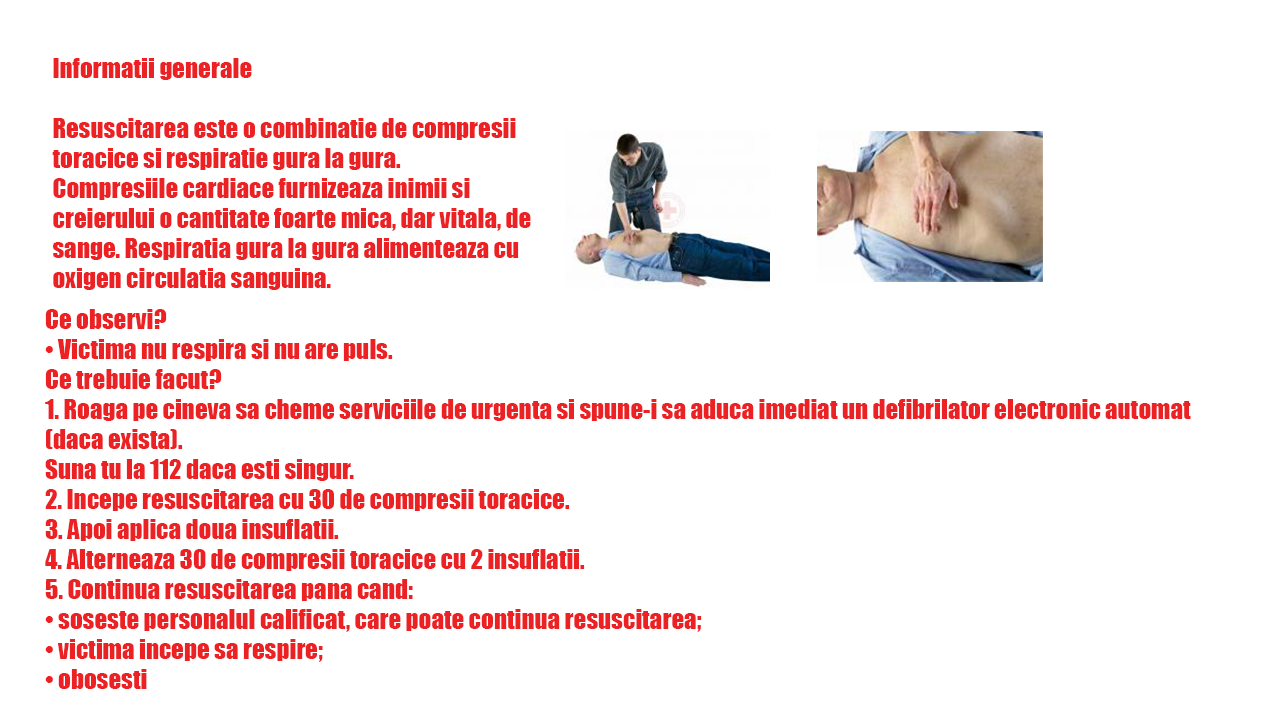 Informatii generale
Resuscitarea este o combinatie de compresii
toracice si respiratie gura la gura.
Compresiile cardiace furnizeaza inimii si
creierului o cantitate foarte mica, dar vitala, de
sange. Respiratia gura la gura alimenteaza cu
oxigen circulatia sanguina.
Ce observi?
• Victima nu respira si nu are puls.
Ce trebuie facut?
1. Roaga pe cineva sa cheme serviciile de urgenta si spune-i sa aduca imediat un defibrilator electronic automat
(daca exista).
Suna tu la 112 daca esti singur.
2. Incepe resuscitarea cu 30 de compresii toracice.
3. Apoi aplica doua insuflatii.
4. Alterneaza 30 de compresii toracice cu 2 insuflatii.
5. Continua resuscitarea pana cand:
• soseste personalul calificat, care poate continua resuscitarea;
• victima incepe sa respire;
• obosesti